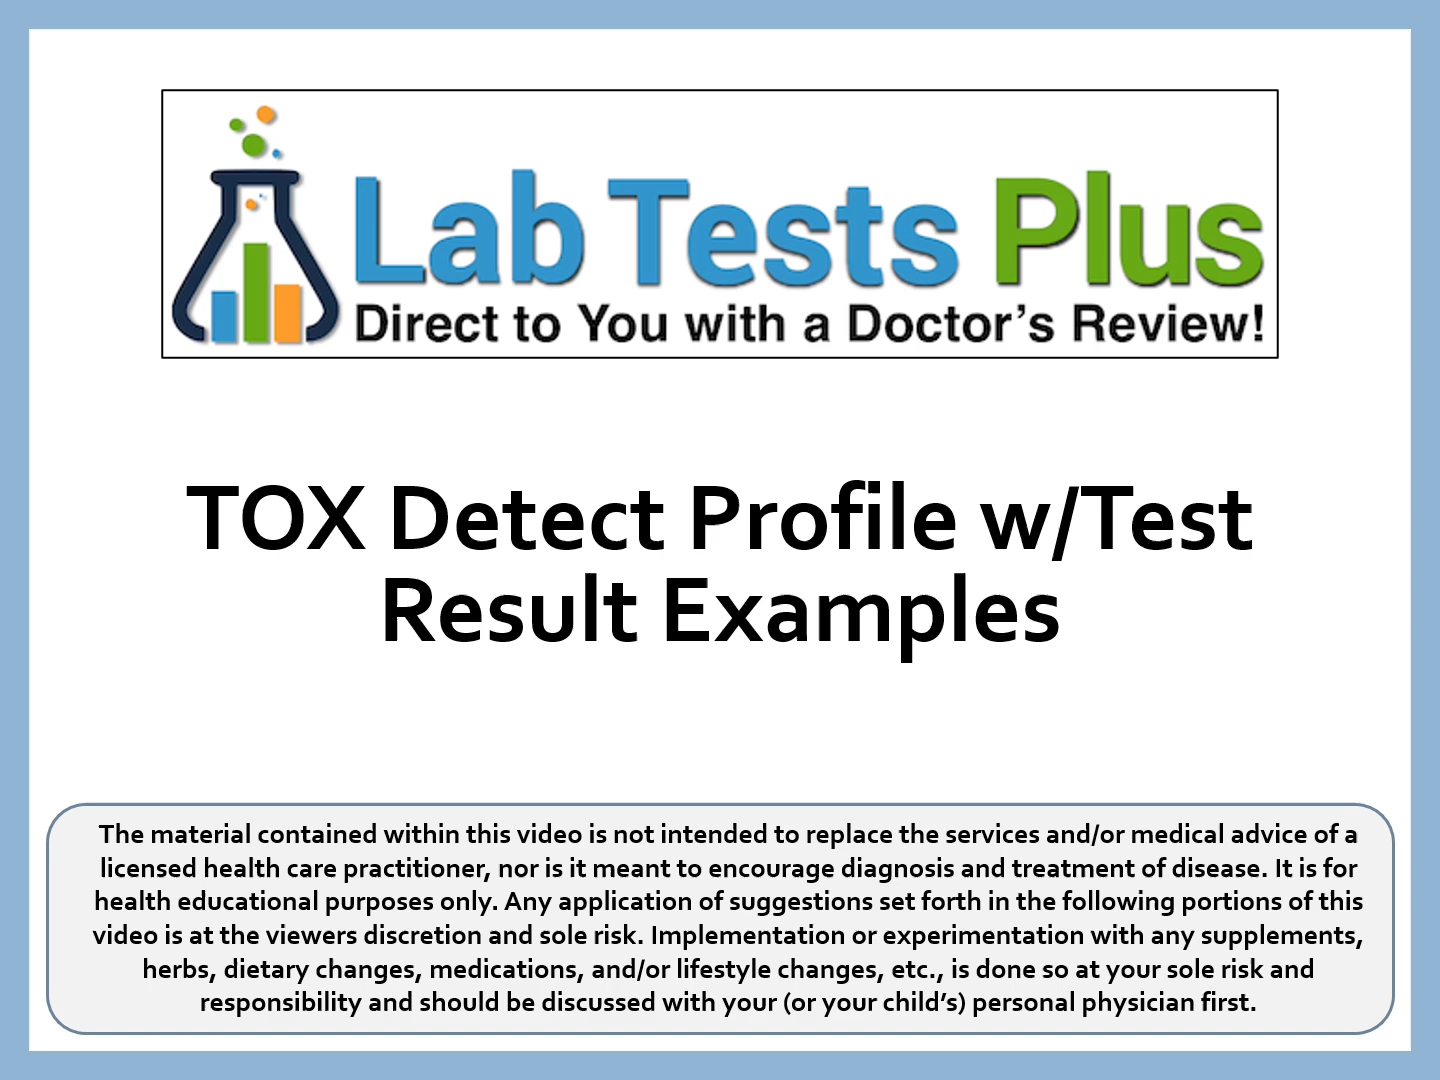 Lab Tests Plus
Direct to You with a Doctor's Review!
TOX Detect Profile w/Test
Result Examples
The material contained within this video is not intended to replace the services and/or medical advice of a
licensed health care practitioner, nor is it meant to encourage diagnosis and treatment of disease. It is for
health educational purposes only. Any application of suggestions set forth in the following portions of this
video is at the viewers discretion and sole risk. Implementation or experimentation with any supplements,
herbs, dietary changes, medications, and/or lifestyle changes, etc., is done so at your sole risk and
responsibility and should be discussed with your (or your child's) personal physician first.